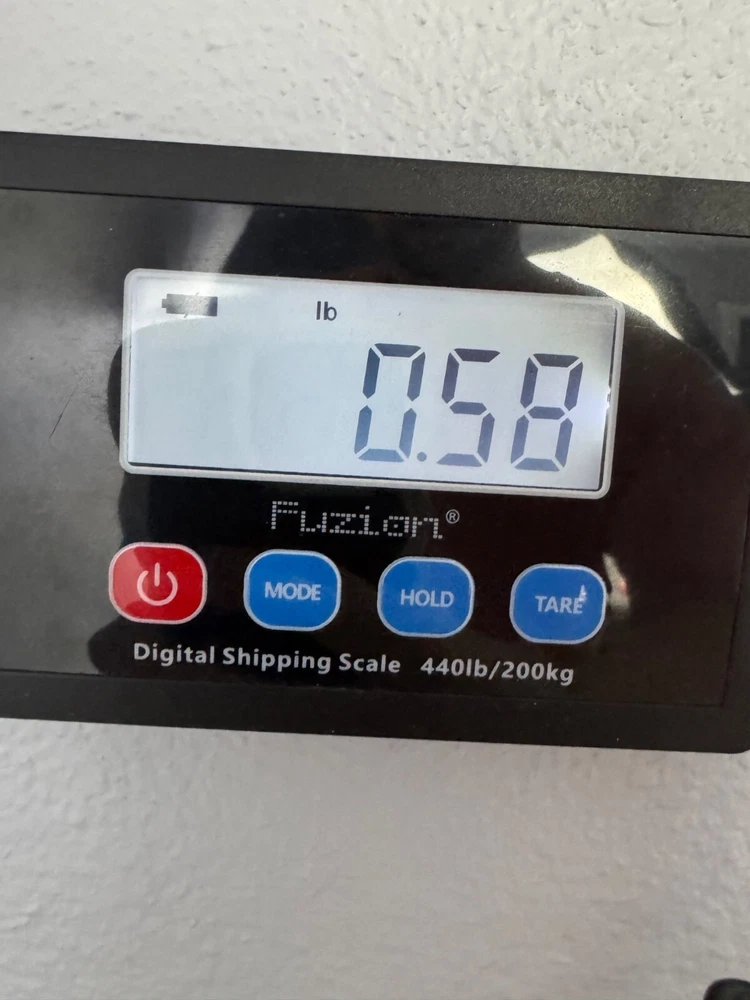 lb
0.58
Fuzion®
MODE HOLD TARE
Digital Shipping Scale 440lb/200kg